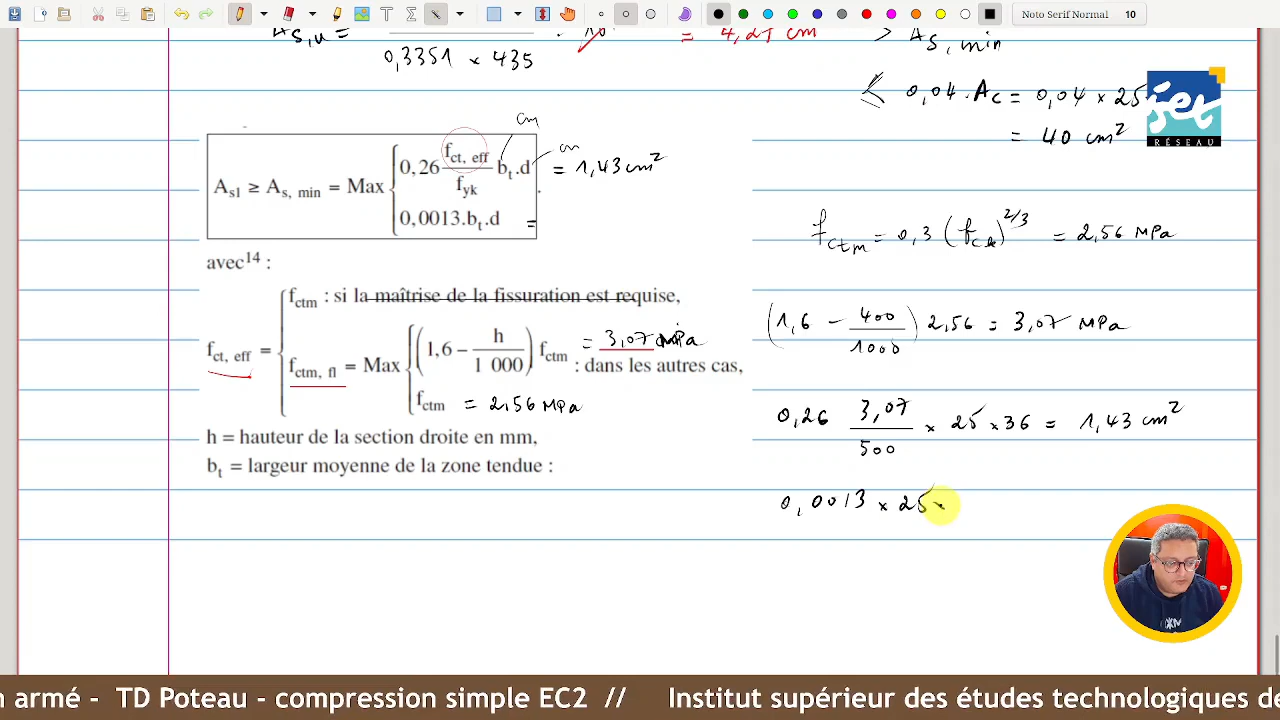 Noto Serif Normal 10
As,u = = 4,27 cm > As, min
0,3351 × 435
≤ 0,04 . Ac = 0,04 × 25
= 40 cm²
iset
RÉSEAU
cm
cm
As1 ≥ As, min = Max { 0,26 fct, eff / fyk bt.d = 1,43 cm²
0,0013.bt.d =
fctm = 0,3 (fck)^2/3 = 2,56 MPa
avec14 :
fct, eff = { fctm : si la maîtrise de la fissuration est requise,
fctm, fl = Max { (1,6 – h / 1 000) fctm = 3,07 MPa : dans les autres cas,
fctm = 2,56 MPa
(1,6 – 400 / 1000) 2,56 = 3,07 MPa
h = hauteur de la section droite en mm,
bt = largeur moyenne de la zone tendue :
0,26 3,07 / 500 × 25 × 36 = 1,43 cm²
0,0013 × 25 ×
n armé - TD Poteau - compression simple EC2 // Institut supérieur des études technologiques de